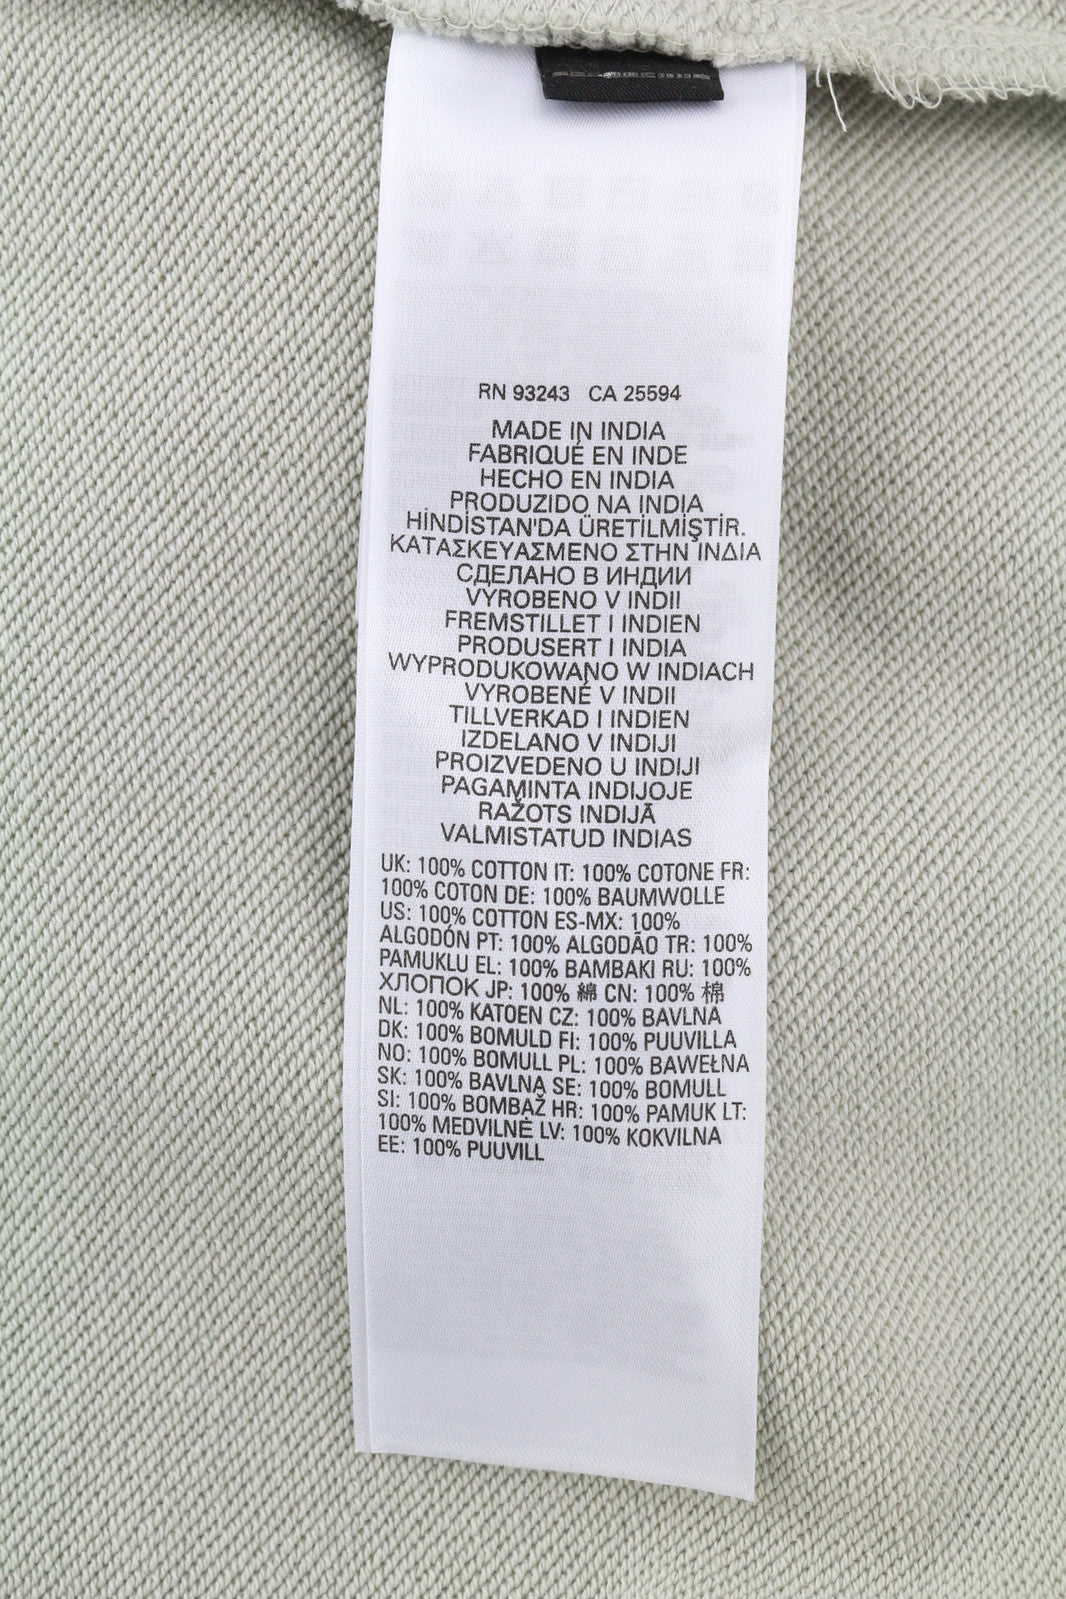 RN 93243 CA 25594
MADE IN INDIA
FABRIQUÉ EN INDE
HECHO EN INDIA
PRODUZIDO NA INDIA
HİNDİSTAN'DA ÜRETİLMİŞTİR.
ΚΑΤΑΣΚΕΥΑΣΜΕΝΟ ΣΤΗΝ ΙΝΔΙΑ
СДЕЛАНО В ИНДИИ
VYROBENO V INDII
FREMSTILLET I INDIEN
PRODUSERT I INDIA
WYPRODUKOWANO W INDIACH
VYROBENÉ V INDII
TILLVERKAD I INDIEN
IZDELANO V INDIJI
PROIZVEDENO U INDIJI
PAGAMINTA INDIJOJE
RAŽOTS INDIJĀ
VALMISTATUD INDIAS
UK: 100% COTTON IT: 100% COTONE FR:
100% COTON DE: 100% BAUMWOLLE
US: 100% COTTON ES-MX: 100%
ALGODÓN PT: 100% ALGODÃO TR: 100%
PAMUKLU EL: 100% ΒΑΜΒΑΚΙ RU: 100%
ХЛОПОК JP: 100% 綿 CN: 100% 棉
NL: 100% KATOEN CZ: 100% BAVLNA
DK: 100% BOMULD FI: 100% PUUVILLA
NO: 100% BOMULL PL: 100% BAWEŁNA
SK: 100% BAVLNA SE: 100% BOMULL
SI: 100% BOMBAŽ HR: 100% PAMUK LT:
100% MEDVILNĖ LV: 100% KOKVILNA
EE: 100% PUUVILL